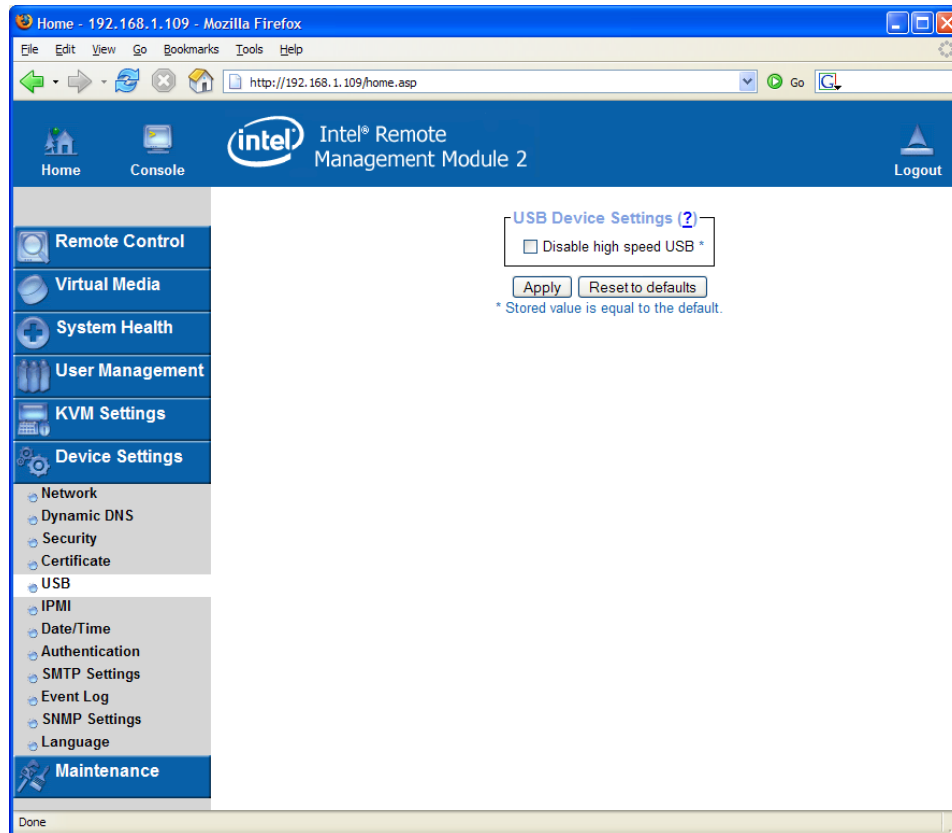 Home - 192.168.1.109 - Mozilla Firefox
File Edit View Go Bookmarks Tools Help
http://192.168.1.109/home.asp
Go
G
Home
Console
intel
Intel® Remote
Management Module 2
Logout
Remote Control
Virtual Media
System Health
User Management
KVM Settings
Device Settings
Network
Dynamic DNS
Security
Certificate
USB
IPMI
Date/Time
Authentication
SMTP Settings
Event Log
SNMP Settings
Language
Maintenance
USB Device Settings (?)
Disable high speed USB *
Apply Reset to defaults
* Stored value is equal to the default.
Done